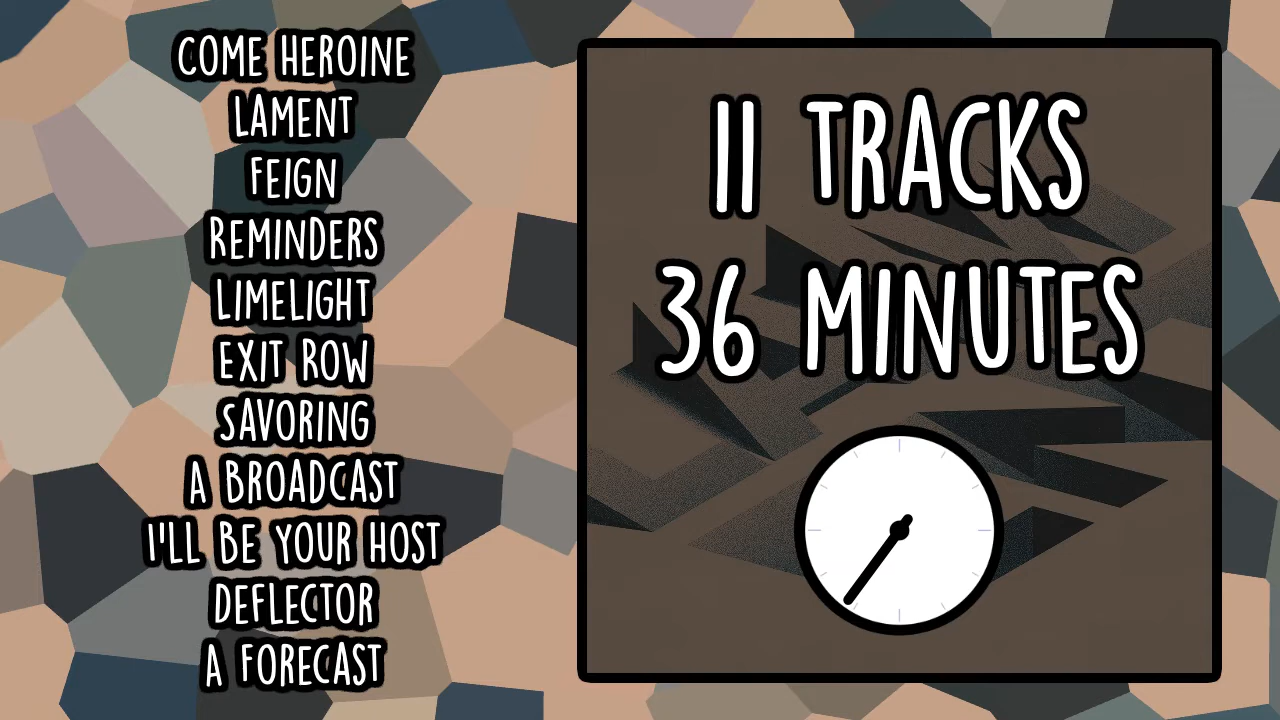 COME HEROINE
LAMENT
FEIGN
REMINDERS
LIMELIGHT
EXIT ROW
SAVORING
A BROADCAST
I'LL BE YOUR HOST
DEFLECTOR
A FORECAST
11 TRACKS
36 MINUTES